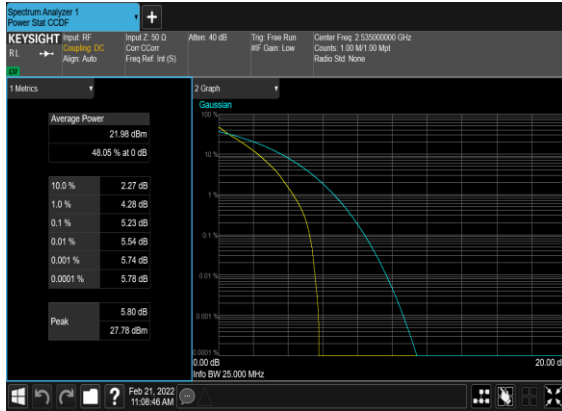 Spectrum Analyzer 1
Power Stat CCDF
+
KEYSIGHT
RL
LXI
Input: RF
Coupling: DC
Align: Auto
Input Z: 50 Ω
Corr CCorr
Freq Ref: Int (S)
Atten: 40 dB
Trig: Free Run
#IF Gain: Low
Center Freq: 2.535000000 GHz
Counts: 1.00 M/1.00 Mpt
Radio Std: None
1 Metrics
Average Power
21.98 dBm
48.05 % at 0 dB
10.0 % 2.27 dB
1.0 % 4.28 dB
0.1 % 5.23 dB
0.01 % 5.54 dB
0.001 % 5.74 dB
0.0001 % 5.78 dB
Peak
5.80 dB
27.78 dBm
2 Graph
Gaussian
100 %
10 %
1 %
0.1 %
0.01 %
0.001 %
0.0001 %
0.00 dB
20.00 d
Info BW 25.000 MHz
?
Feb 21, 2022
11:08:46 AM